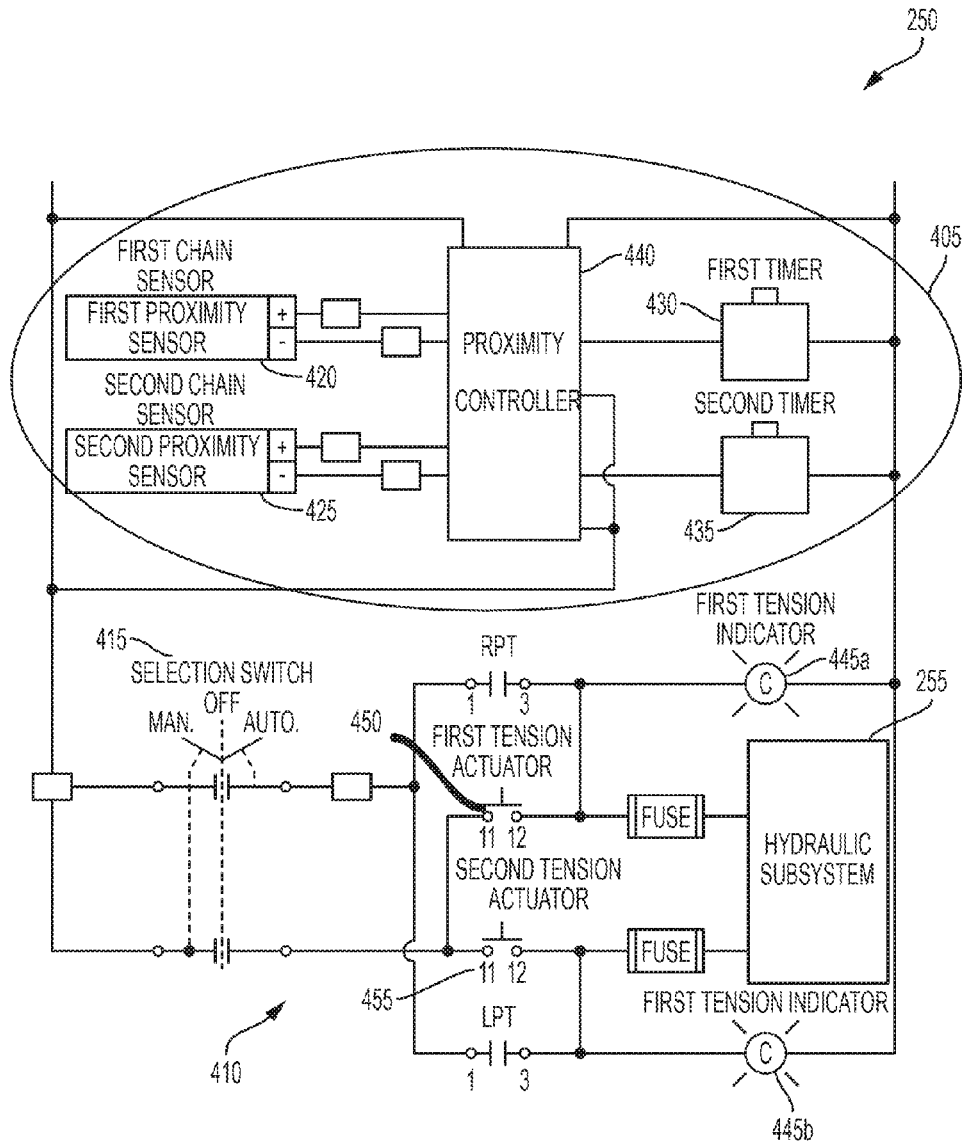 250
405
FIRST CHAIN
SENSOR
FIRST PROXIMITY
SENSOR
+
-
420
SECOND CHAIN
SENSOR
SECOND PROXIMITY
SENSOR
+
-
425
440
PROXIMITY
CONTROLLER
FIRST TIMER
430
SECOND TIMER
435
FIRST TENSION
INDICATOR
C
445a
255
415
SELECTION SWITCH
OFF
MAN.
AUTO.
RPT
1
3
450
FIRST TENSION
ACTUATOR
11
12
FUSE
HYDRAULIC
SUBSYSTEM
SECOND TENSION
ACTUATOR
11
12
455
FUSE
FIRST TENSION INDICATOR
LPT
1
3
C
445b
410